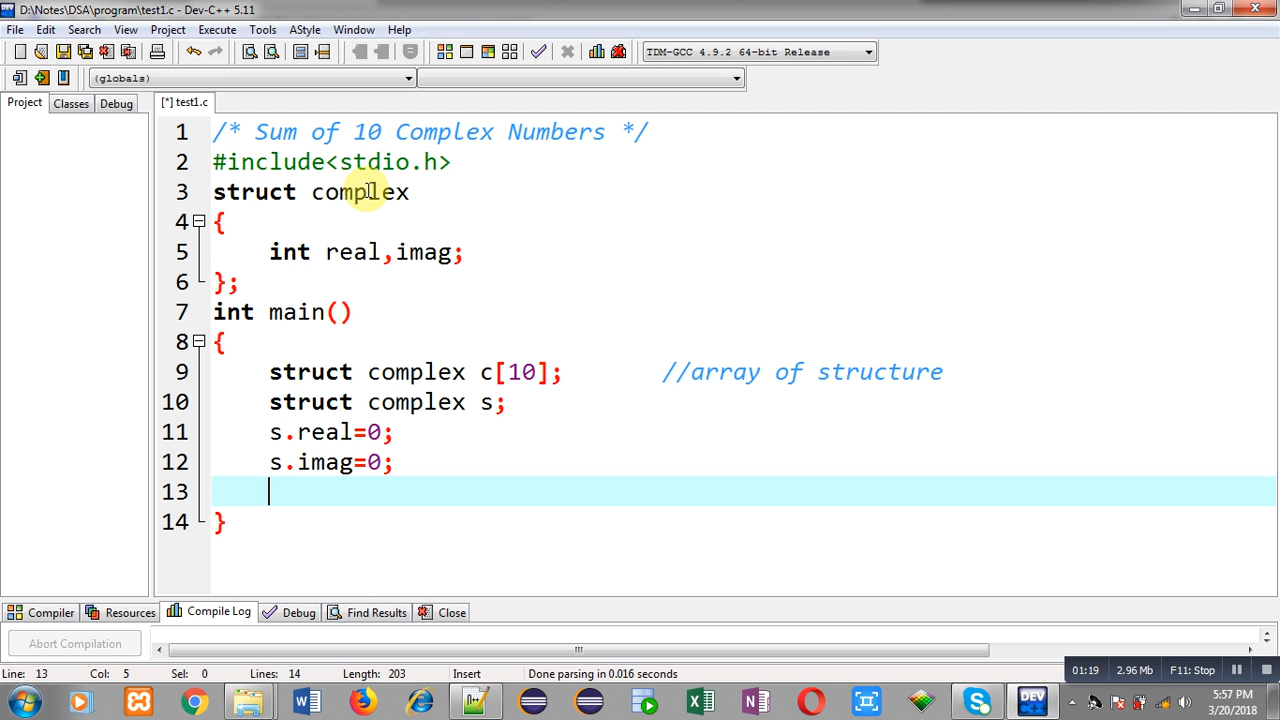 D:\Notes\DSA\program\test1.c - Dev-C++ 5.11
File Edit Search View Project Execute Tools AStyle Window Help
TDM-GCC 4.9.2 64-bit Release
(globals)
Project Classes Debug [*] test1.c
1 /* Sum of 10 Complex Numbers */
2 #include<stdio.h>
3 struct complex
4 {
5 int real,imag;
6 };
7 int main()
8 {
9 struct complex c[10]; //array of structure
10 struct complex s;
11 s.real=0;
12 s.imag=0;
13
14 }
Compiler Resources Compile Log Debug Find Results Close
Abort Compilation
01:19 2.96 Mb F11: Stop
Line: 13 Col: 5 Sel: 0 Lines: 14 Length: 203 Insert Done parsing in 0.016 seconds
DEV
5:57 PM
3/20/2018